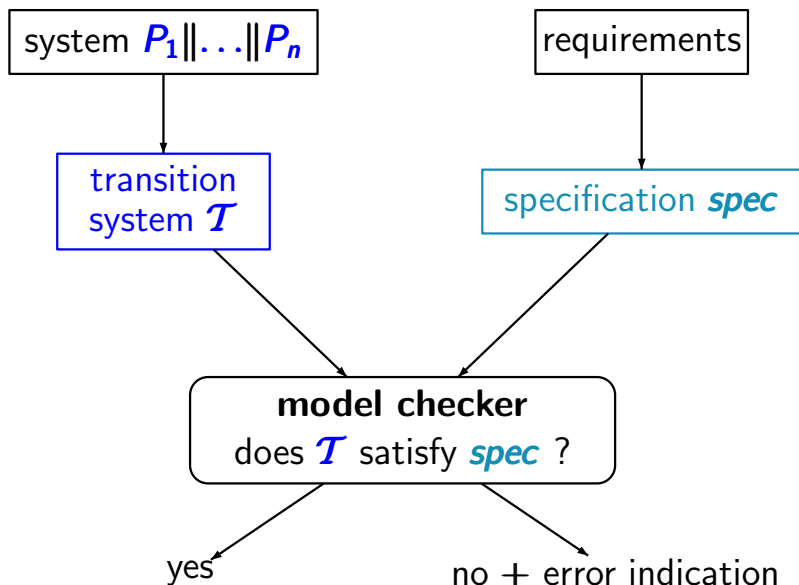 system P₁‖…‖Pₙ
requirements
transition
system 𝒯
specification spec
model checker
does 𝒯 satisfy spec ?
yes
no + error indication